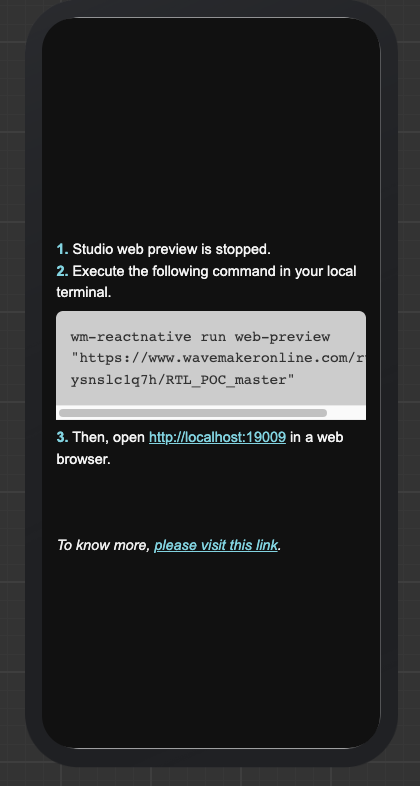 1. Studio web preview is stopped.
2. Execute the following command in your local
terminal.
wm-reactnative run web-preview
"https://www.wavemakeronline.com/r
ysnslc1q7h/RTL_POC_master"
3. Then, open http://localhost:19009 in a web
browser.
To know more, please visit this link.